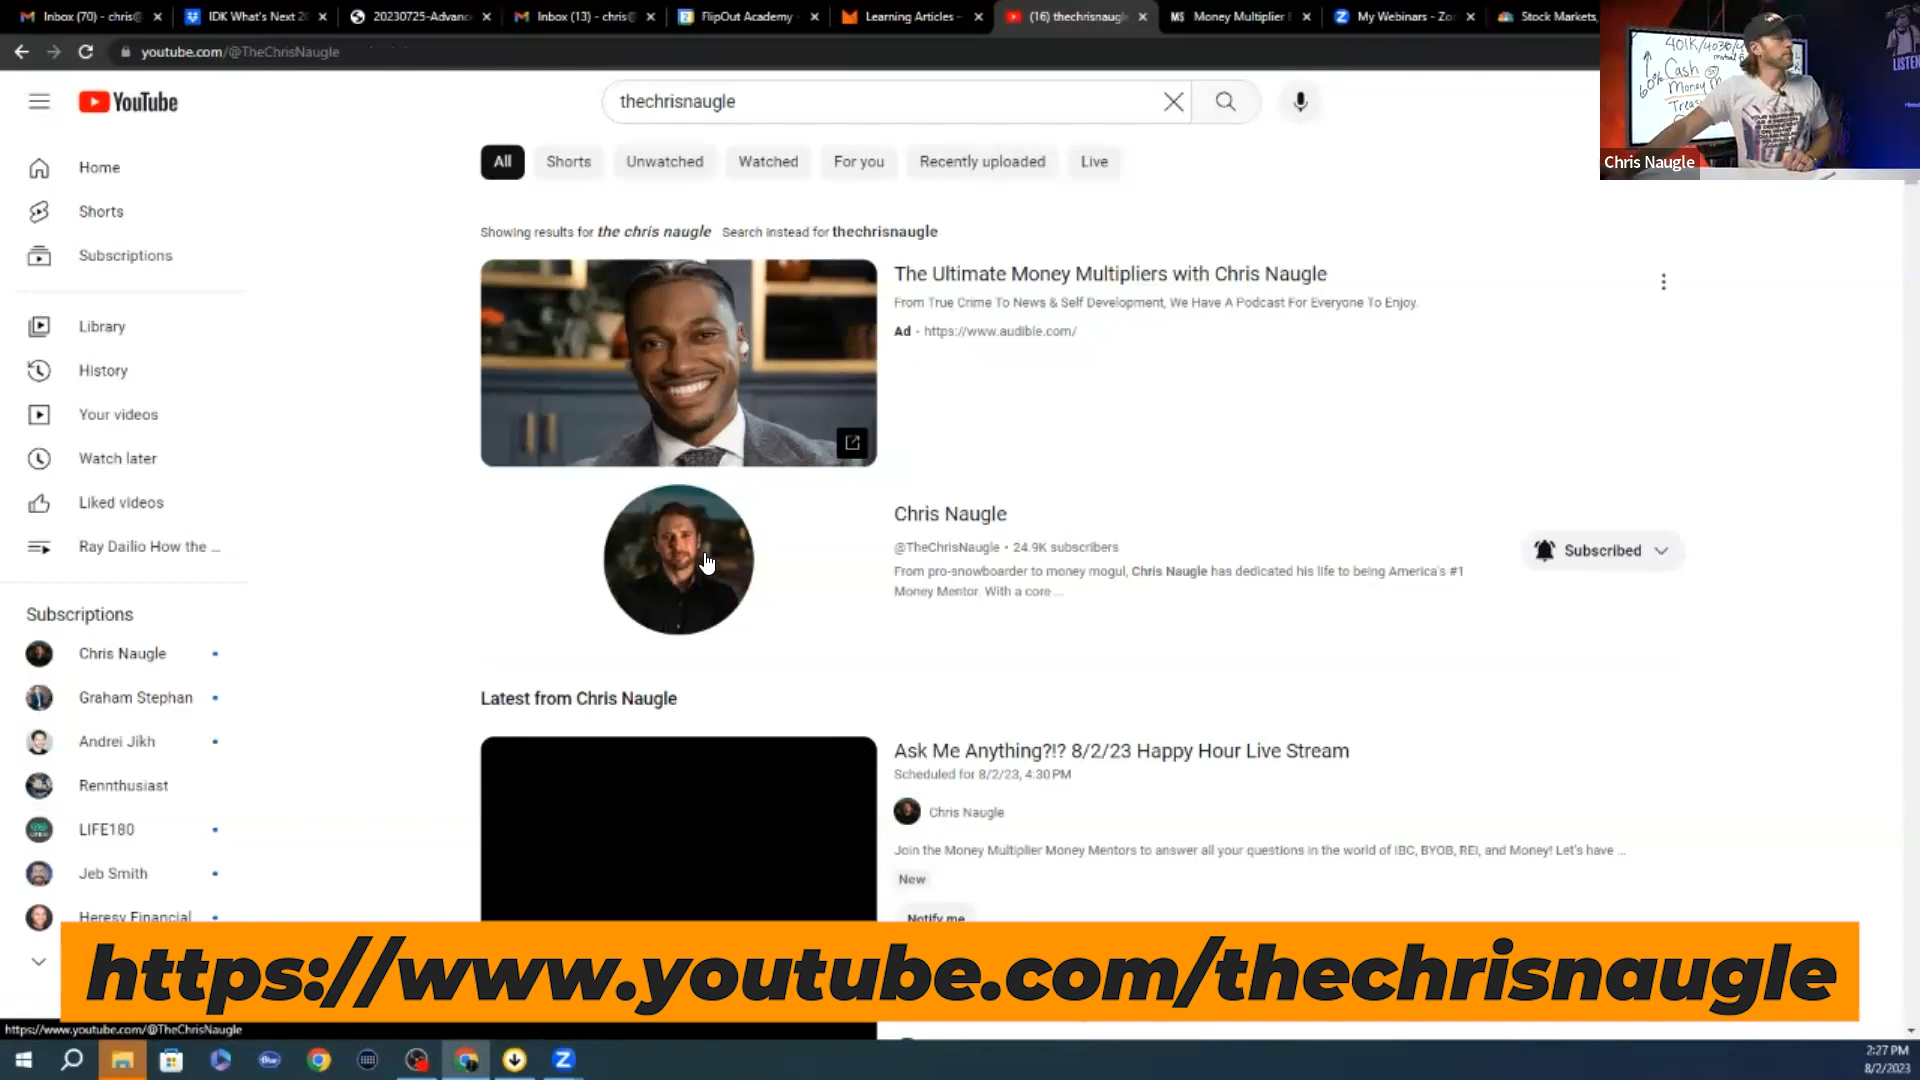 Inbox (70) - chris@
IDK What's Next 2
20230725-Advanc
Inbox (13) - chris@
FlipOut Academy
Learning Articles -
(16) thechrisnaugl
Money Multiplier
My Webinars - Zo
Stock Markets,
youtube.com/@TheChrisNaugle
401K/403B/
Cash
60%
Money M
Treas
LISTEN
Chris Naugle
YouTube
thechrisnaugle
All
Shorts
Unwatched
Watched
For you
Recently uploaded
Live
Home
Shorts
Subscriptions
Library
History
Your videos
Watch later
Liked videos
Ray Dailio How the ...
Subscriptions
Chris Naugle
Graham Stephan
Andrei Jikh
Rennthusiast
LIFE180
Jeb Smith
Heresy Financial
Showing results for the chris naugle Search instead for thechrisnaugle
The Ultimate Money Multipliers with Chris Naugle
From True Crime To News & Self Development, We Have A Podcast For Everyone To Enjoy.
Ad - https://www.audible.com/
Chris Naugle
@TheChrisNaugle • 24.9K subscribers
From pro-snowboarder to money mogul, Chris Naugle has dedicated his life to being America's #1
Money Mentor. With a core ...
Subscribed
Latest from Chris Naugle
Ask Me Anything?!? 8/2/23 Happy Hour Live Stream
Scheduled for 8/2/23, 4:30 PM
Chris Naugle
Join the Money Multiplier Money Mentors to answer all your questions in the world of IBC, BYOB, REI, and Money! Let's have ...
New
Notify me
https://www.youtube.com/thechrisnaugle
https://www.youtube.com/@TheChrisNaugle
2:27 PM
8/2/2023